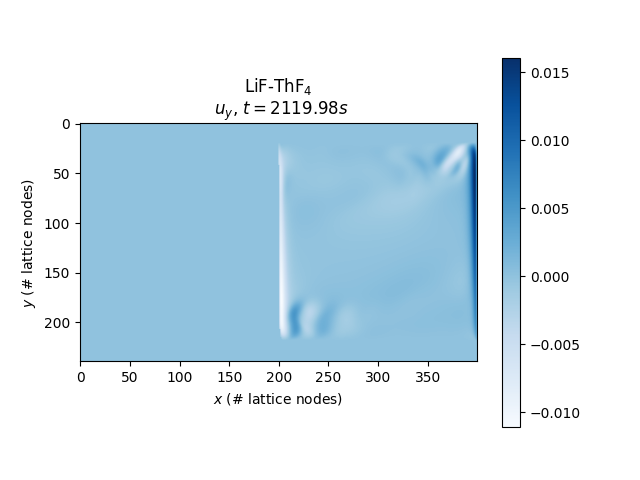 LiF-ThF₄
u_y, t = 2119.98s
0
50
100
150
200
y (# lattice nodes)
0 50 100 150 200 250 300 350
x (# lattice nodes)
0.015
0.010
0.005
0.000
−0.005
−0.010